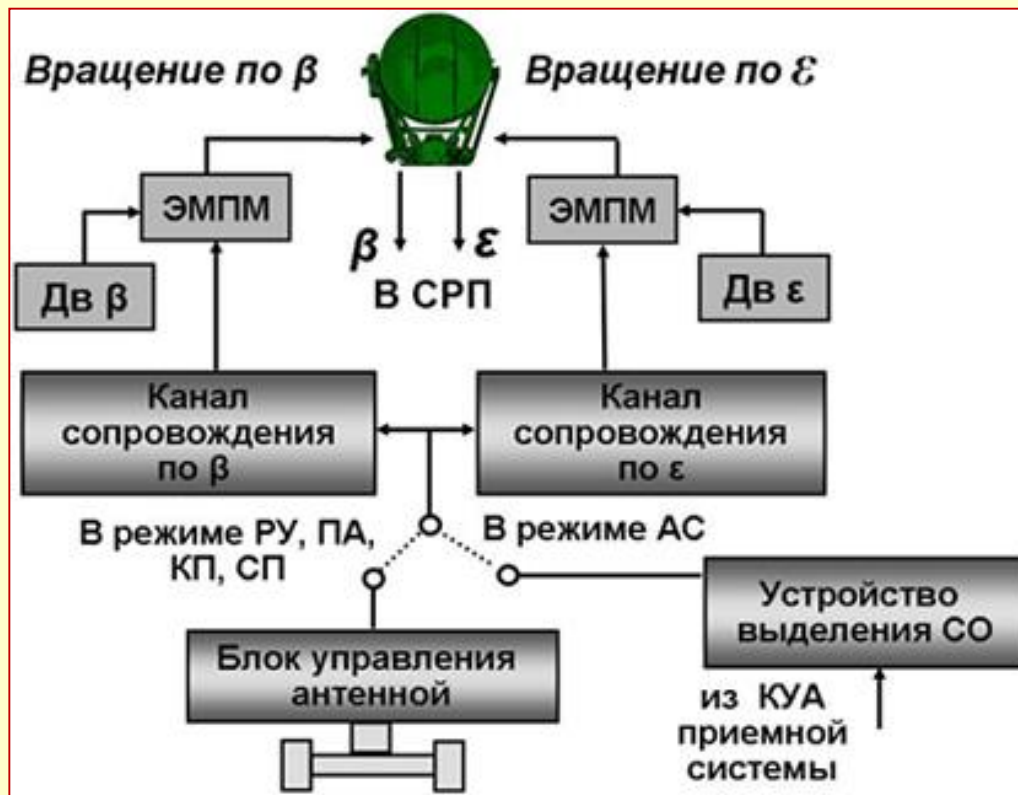 Вращение по β
Вращение по ε
ЭМПМ
ЭМПМ
β
ε
Дв β
Дв ε
В СРП
Канал
сопровождения
по β
Канал
сопровождения
по ε
В режиме РУ, ПА,
КП, СП
В режиме АС
Устройство
выделения СО
Блок управления
антенной
из КУА
приемной
системы